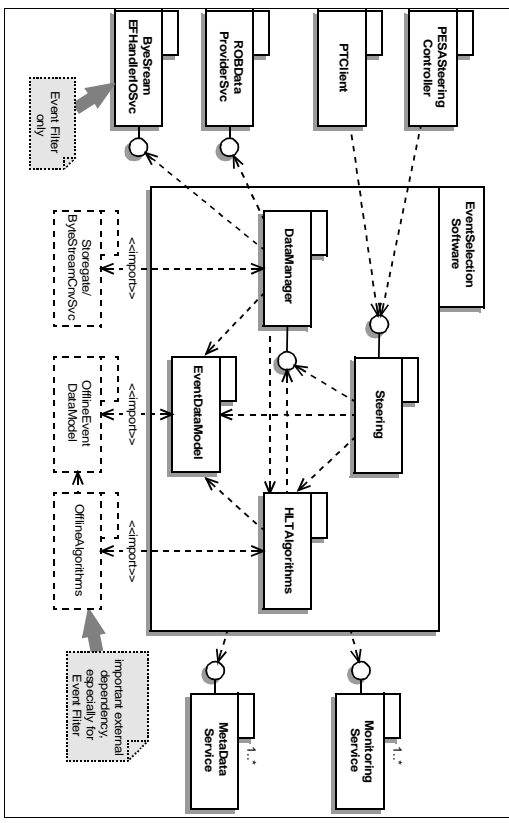 EventSelection
Software
PESASteering
Controller
PTClient
Steering
1..*
Monitoring
Service
ROBData
ProviderSvc
DataManager
HLTAlgorithms
1..*
MetaData
Service
EventDataModel
ByeSream
EFHandlerIOSvc
<<import>>
<<import>>
<<import>>
Event Filter
only
Storegate/
ByteStreamCnvSvc
OfflineEvent
DataModel
OfflineAlgorithms
important external
dependency,
especially for
Event Filter